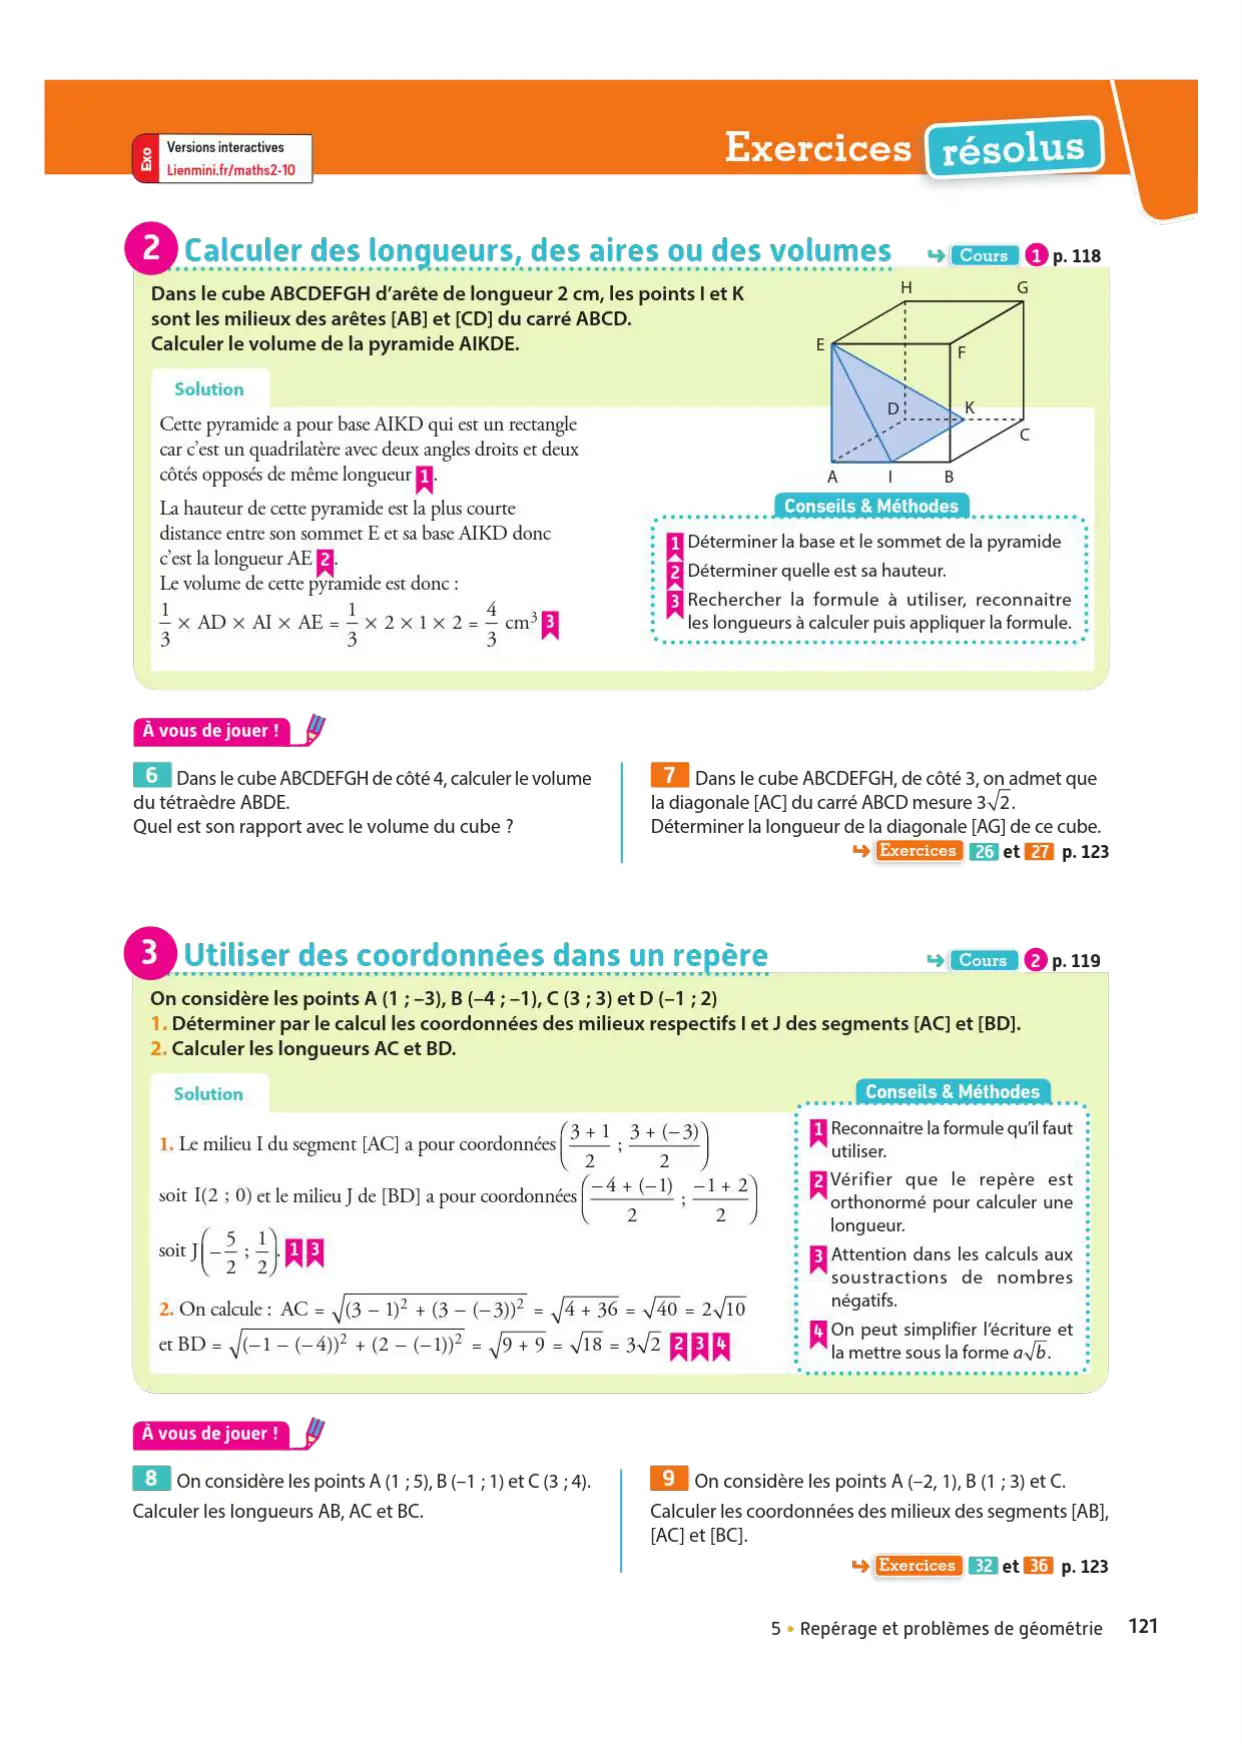 Exo
Versions interactives
Lienmini.fr/maths2-10
Exercices résolus
2 Calculer des longueurs, des aires ou des volumes
Cours 1 p. 118
Dans le cube ABCDEFGH d'arête de longueur 2 cm, les points I et K
sont les milieux des arêtes [AB] et [CD] du carré ABCD.
Calculer le volume de la pyramide AIKDE.
H G
E F
D K
C
A I B
Solution
Cette pyramide a pour base AIKD qui est un rectangle
car c'est un quadrilatère avec deux angles droits et deux
côtés opposés de même longueur 1.
La hauteur de cette pyramide est la plus courte
distance entre son sommet E et sa base AIKD donc
c'est la longueur AE 2.
Le volume de cette pyramide est donc :
1/3 × AD × AI × AE = 1/3 × 2 × 1 × 2 = 4/3 cm³ 3
Conseils & Méthodes
1 Déterminer la base et le sommet de la pyramide
2 Déterminer quelle est sa hauteur.
3 Rechercher la formule à utiliser, reconnaitre
les longueurs à calculer puis appliquer la formule.
À vous de jouer !
6 Dans le cube ABCDEFGH de côté 4, calculer le volume
du tétraèdre ABDE.
Quel est son rapport avec le volume du cube ?
7 Dans le cube ABCDEFGH, de côté 3, on admet que
la diagonale [AC] du carré ABCD mesure 3√2.
Déterminer la longueur de la diagonale [AG] de ce cube.
Exercices 26 et 27 p. 123
3 Utiliser des coordonnées dans un repère
Cours 2 p. 119
On considère les points A (1 ; –3), B (–4 ; –1), C (3 ; 3) et D (–1 ; 2)
1. Déterminer par le calcul les coordonnées des milieux respectifs I et J des segments [AC] et [BD].
2. Calculer les longueurs AC et BD.
Solution
1. Le milieu I du segment [AC] a pour coordonnées ((3 + 1)/2 ; (3 + (– 3))/2)
soit I(2 ; 0) et le milieu J de [BD] a pour coordonnées ((– 4 + (–1))/2 ; (–1 + 2)/2)
soit J(–5/2 ; 1/2). 1 3
2. On calcule : AC = √((3 – 1)² + (3 – (–3))²) = √(4 + 36) = √40 = 2√10
et BD = √((–1 – (–4))² + (2 – (–1))²) = √(9 + 9) = √18 = 3√2 2 3 4
Conseils & Méthodes
1 Reconnaitre la formule qu'il faut
utiliser.
2 Vérifier que le repère est
orthonormé pour calculer une
longueur.
3 Attention dans les calculs aux
soustractions de nombres
négatifs.
4 On peut simplifier l'écriture et
la mettre sous la forme a√b.
À vous de jouer !
8 On considère les points A (1 ; 5), B (–1 ; 1) et C (3 ; 4).
Calculer les longueurs AB, AC et BC.
9 On considère les points A (–2, 1), B (1 ; 3) et C.
Calculer les coordonnées des milieux des segments [AB],
[AC] et [BC].
Exercices 32 et 36 p. 123
5 • Repérage et problèmes de géométrie 121